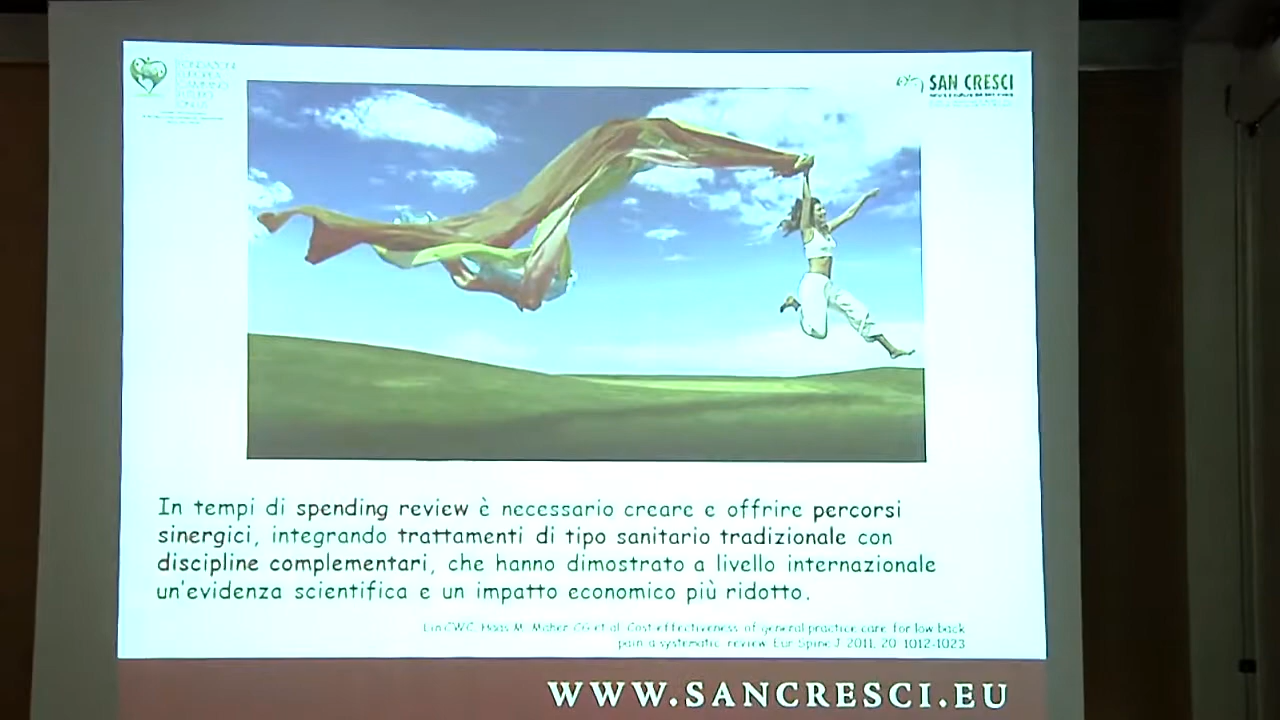 SAN CRESCI
In tempi di spending review è necessario creare e offrire percorsi
sinergici, integrando trattamenti di tipo sanitario tradizionale con
discipline complementari, che hanno dimostrato a livello internazionale
un'evidenza scientifica e un impatto economico più ridotto.
Lin CWC, Haas M, Maher CG et al. Cost-effectiveness of general practice care for low back
pain a systematic review. Eur Spine J. 2011; 20: 1012-1023
WWW.SANCRESCI.EU